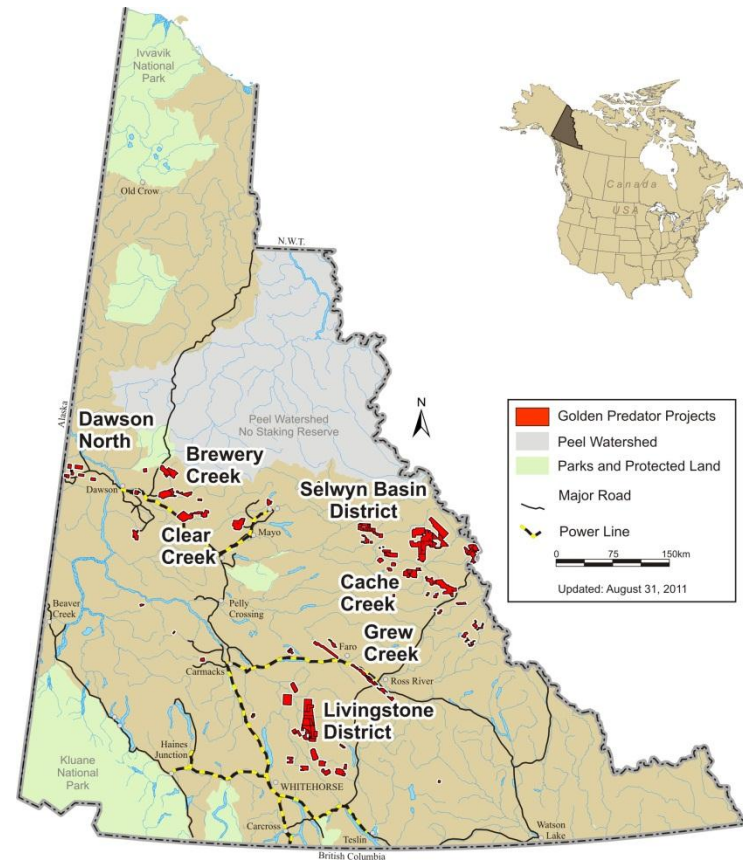 Ivvavik
National
Park
Old Crow
N.W.T.
Canada
USA
Alaska
Peel Watershed
No Staking Reserve
N
Dawson
North
Brewery
Creek
Dawson
Clear
Creek
Mayo
Selwyn Basin
District
Cache
Creek
Grew
Creek
Beaver
Creek
Pelly
Crossing
Faro
Carmacks
Ross River
Livingstone
District
Haines
Junction
Kluane
National
Park
WHITEHORSE
Carcross
Teslin
Watson
Lake
British Columbia
Golden Predator Projects
Peel Watershed
Parks and Protected Land
Major Road
Power Line
0 75 150km
Updated: August 31, 2011